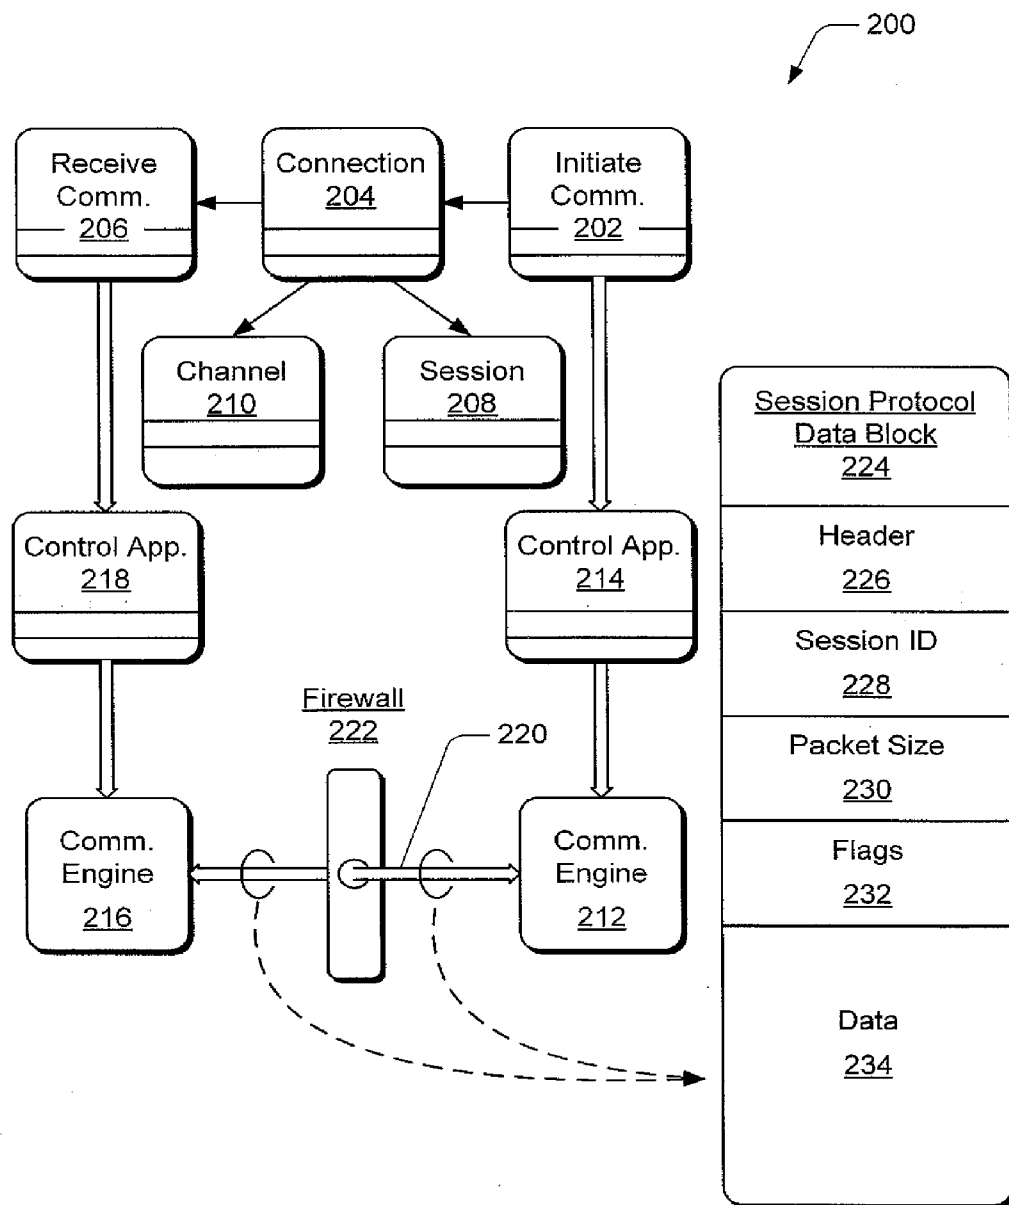 200
Receive
Comm.
206
Connection
204
Initiate
Comm.
202
Channel
210
Session
208
Session Protocol
Data Block
224
Header
226
Session ID
228
Packet Size
230
Flags
232
Data
234
Control App.
218
Control App.
214
Firewall
222
220
Comm.
Engine
216
Comm.
Engine
212